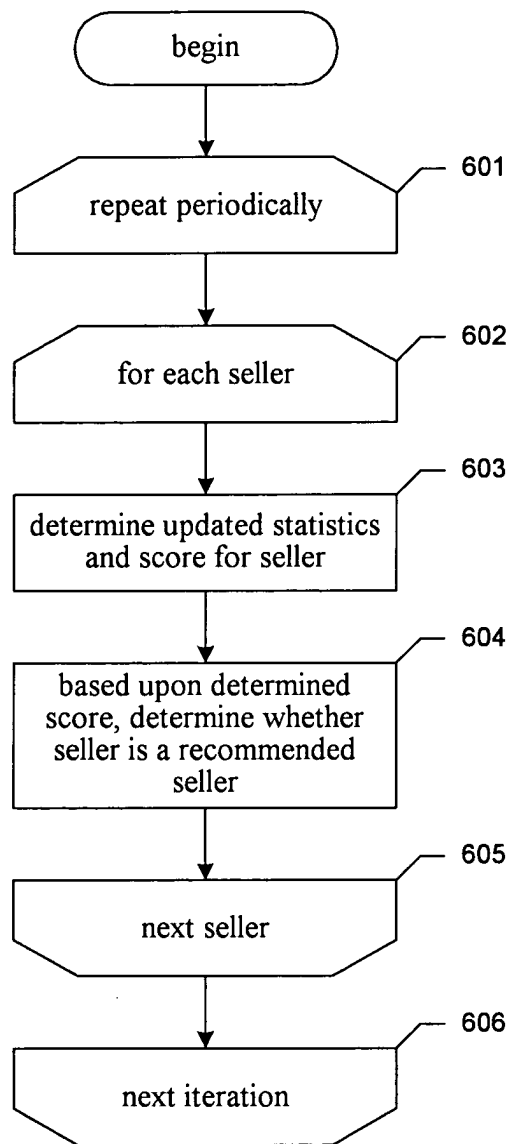 begin
601
repeat periodically
602
for each seller
603
determine updated statistics
and score for seller
604
based upon determined
score, determine whether
seller is a recommended
seller
605
next seller
606
next iteration